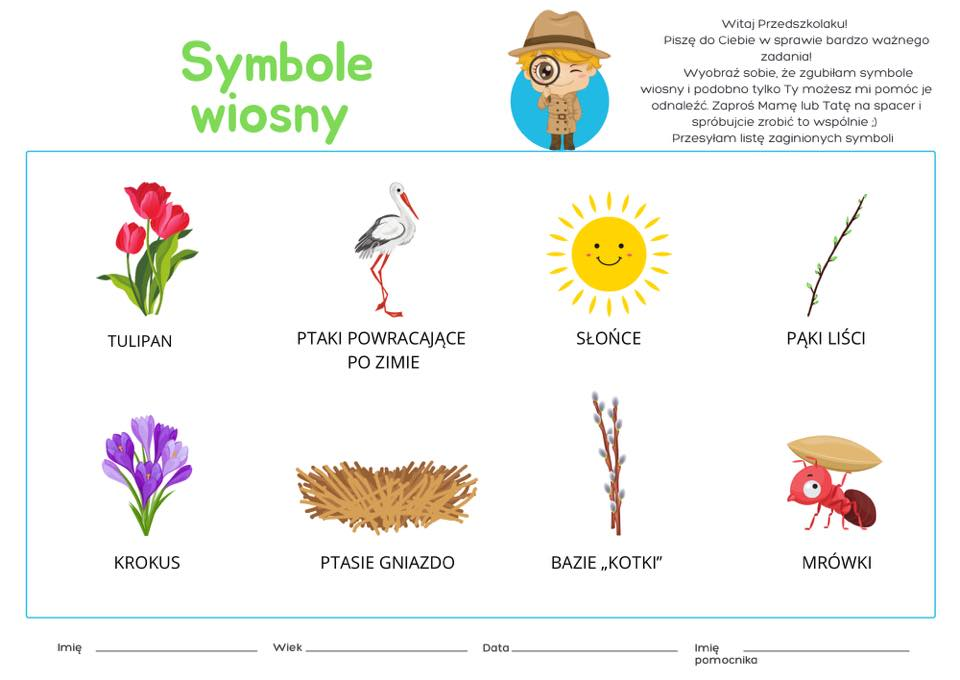 Symbole
wiosny
Witaj Przedszkolaku!
Piszę do Ciebie w sprawie bardzo ważnego
zadania!
Wyobraź sobie, że zgubiłam symbole
wiosny i podobno tylko Ty możesz mi pomóc je
odnaleźć. Zaproś Mamę lub Tatę na spacer i
spróbujcie zrobić to wspólnie ;)
Przesyłam listę zaginionych symboli
TULIPAN
PTAKI POWRACAJĄCE
PO ZIMIE
SŁOŃCE
PĄKI LIŚCI
KROKUS
PTASIE GNIAZDO
BAZIE „KOTKI”
MRÓWKI
Imię
Wiek
Data
Imię
pomocnika